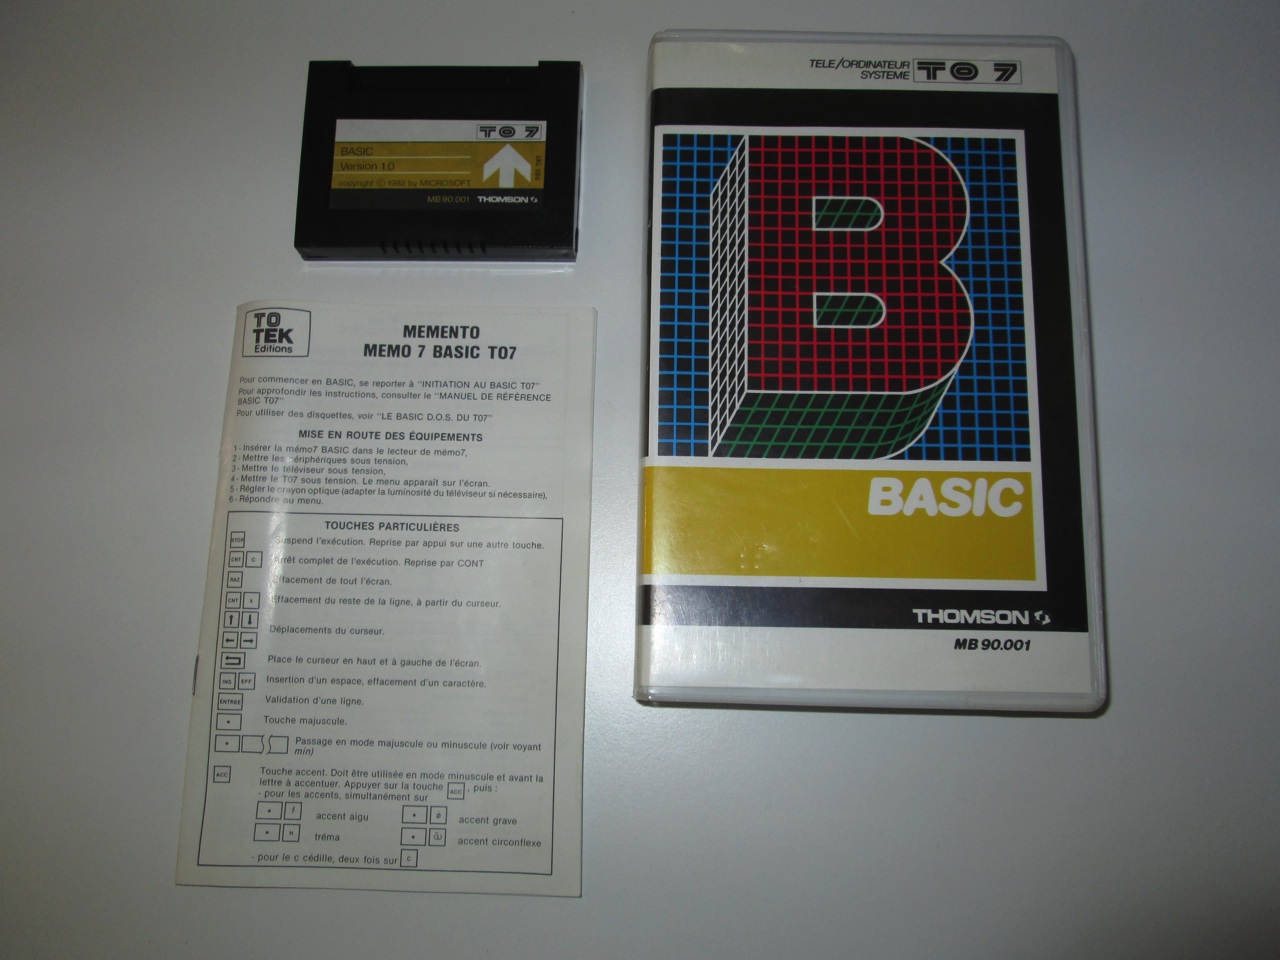 TO 7
BASIC
Version 1.0
copyright © 1982 by MICROSOFT
MB 90.001 THOMSON
TELE/ORDINATEUR
SYSTEME
TO 7
B
BASIC
THOMSON
MB 90.001
TO
TEK
Editions
MEMENTO
MEMO 7 BASIC TO7
Pour commencer en BASIC, se reporter à "INITIATION AU BASIC TO7"
Pour approfondir les instructions, consulter le "MANUEL DE RÉFÉRENCE
BASIC TO7"
Pour utiliser des disquettes, voir "LE BASIC D.O.S. DU TO7"
MISE EN ROUTE DES ÉQUIPEMENTS
1 - Insérer la mémo7 BASIC dans le lecteur de mémo7,
2 - Mettre les périphériques sous tension,
3 - Mettre le téléviseur sous tension,
4 - Mettre le TO7 sous tension. Le menu apparaît sur l'écran.
5 - Régler le crayon optique (adapter la luminosité du téléviseur si nécessaire),
6 - Répondre au menu.
TOUCHES PARTICULIÈRES
STOP Suspend l'exécution. Reprise par appui sur une autre touche.
CNT C Arrêt complet de l'exécution. Reprise par CONT
RAZ Effacement de tout l'écran.
CNT X Effacement du reste de la ligne, à partir du curseur.
↑ ↓
← → Déplacements du curseur.
Place le curseur en haut et à gauche de l'écran.
INS EFF Insertion d'un espace, effacement d'un caractère.
ENTREE Validation d'une ligne.
Touche majuscule.
Passage en mode majuscule ou minuscule (voir voyant
min)
ACC Touche accent. Doit être utilisée en mode minuscule et avant la
lettre à accentuer. Appuyer sur la touche ACC, puis :
- pour les accents, simultanément sur
accent aigu
accent grave
tréma
accent circonflexe
- pour le c cédille, deux fois sur C